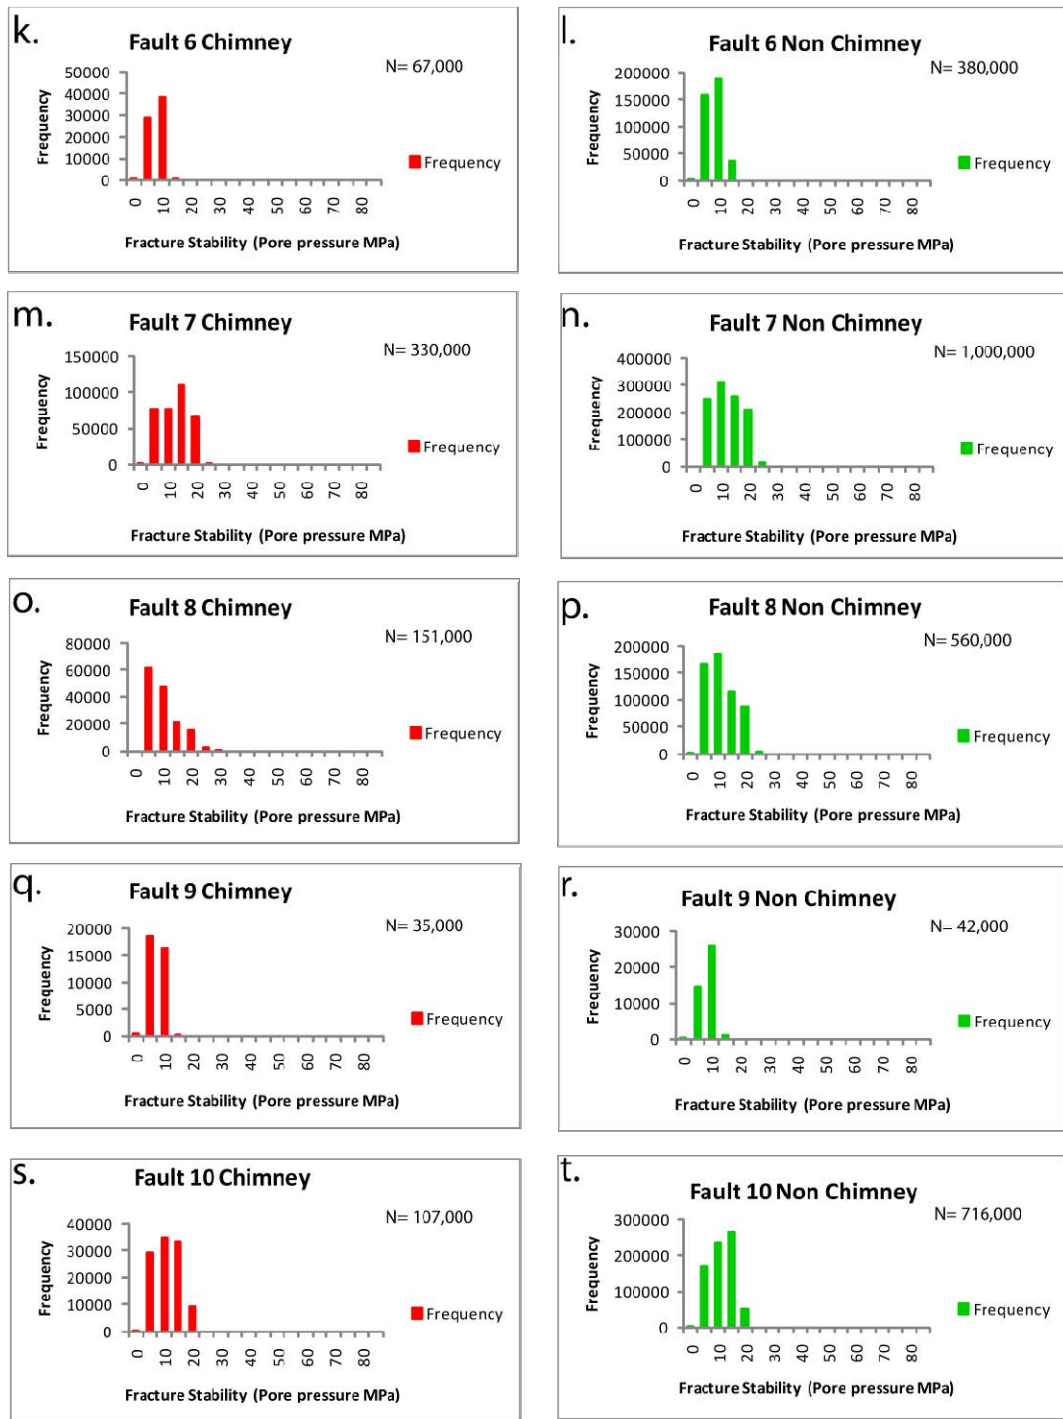 k.
Fault 6 Chimney
N= 67,000
50000
40000
30000
20000
10000
0
Frequency
Frequency
0 10 20 30 40 50 60 70 80
Fracture Stability (Pore pressure MPa)
l.
Fault 6 Non Chimney
N= 380,000
200000
150000
100000
50000
0
Frequency
Frequency
0 10 20 30 40 50 60 70 80
Fracture Stability (Pore pressure MPa)
m.
Fault 7 Chimney
N= 330,000
150000
100000
50000
0
Frequency
Frequency
0 10 20 30 40 50 60 70 80
Fracture Stability (Pore pressure MPa)
n.
Fault 7 Non Chimney
N= 1,000,000
400000
300000
200000
100000
0
Frequency
Frequency
0 10 20 30 40 50 60 70 80
Fracture Stability (Pore pressure MPa)
o.
Fault 8 Chimney
N= 151,000
80000
60000
40000
20000
0
Frequency
Frequency
0 10 20 30 40 50 60 70 80
Fracture Stability (Pore pressure MPa)
p.
Fault 8 Non Chimney
N= 560,000
200000
150000
100000
50000
0
Frequency
Frequency
0 10 20 30 40 50 60 70 80
Fracture Stability (Pore pressure MPa)
q.
Fault 9 Chimney
N= 35,000
20000
15000
10000
5000
0
Frequency
Frequency
0 10 20 30 40 50 60 70 80
Fracture Stability (Pore pressure MPa)
r.
Fault 9 Non Chimney
N= 42,000
30000
20000
10000
0
Frequency
Frequency
0 10 20 30 40 50 60 70 80
Fracture Stability (Pore pressure MPa)
s.
Fault 10 Chimney
N= 107,000
40000
30000
20000
10000
0
Frequency
Frequency
0 10 20 30 40 50 60 70 80
Fracture Stability (Pore pressure MPa)
t.
Fault 10 Non Chimney
N= 716,000
300000
200000
100000
0
Frequency
Frequency
0 10 20 30 40 50 60 70 80
Fracture Stability (Pore pressure MPa)